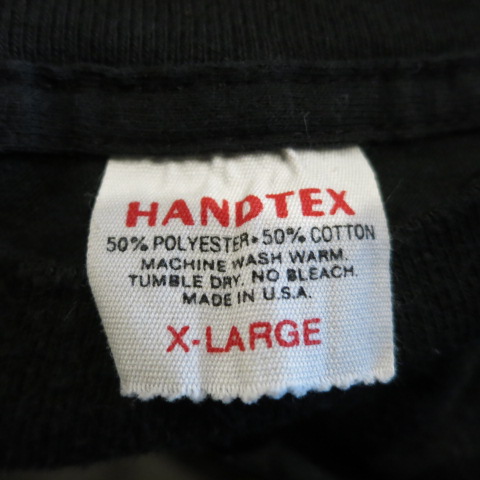 HANDTEX
50% POLYESTER • 50% COTTON
MACHINE WASH WARM.
TUMBLE DRY. NO BLEACH.
MADE IN U.S.A.
X-LARGE